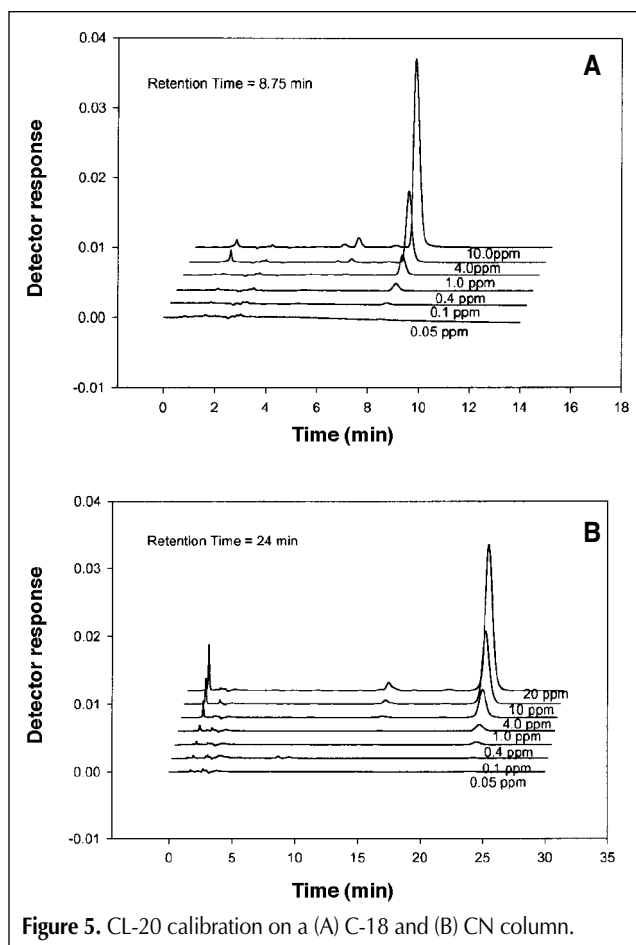 A
Retention Time = 8.75 min
Detector response
0.04
0.03
0.02
0.01
0.00
-0.01
10.0ppm
4.0ppm
1.0 ppm
0.4 ppm
0.1 ppm
0.05 ppm
0 2 4 6 8 10 12 14 16 18
Time (min)
B
Retention Time = 24 min
Detector response
0.04
0.03
0.02
0.01
0.00
-0.01
20 ppm
10 ppm
4.0 ppm
1.0 ppm
0.4 ppm
0.1 ppm
0.05 ppm
0 5 10 15 20 25 30 35
Time (min)
Figure 5. CL-20 calibration on a (A) C-18 and (B) CN column.